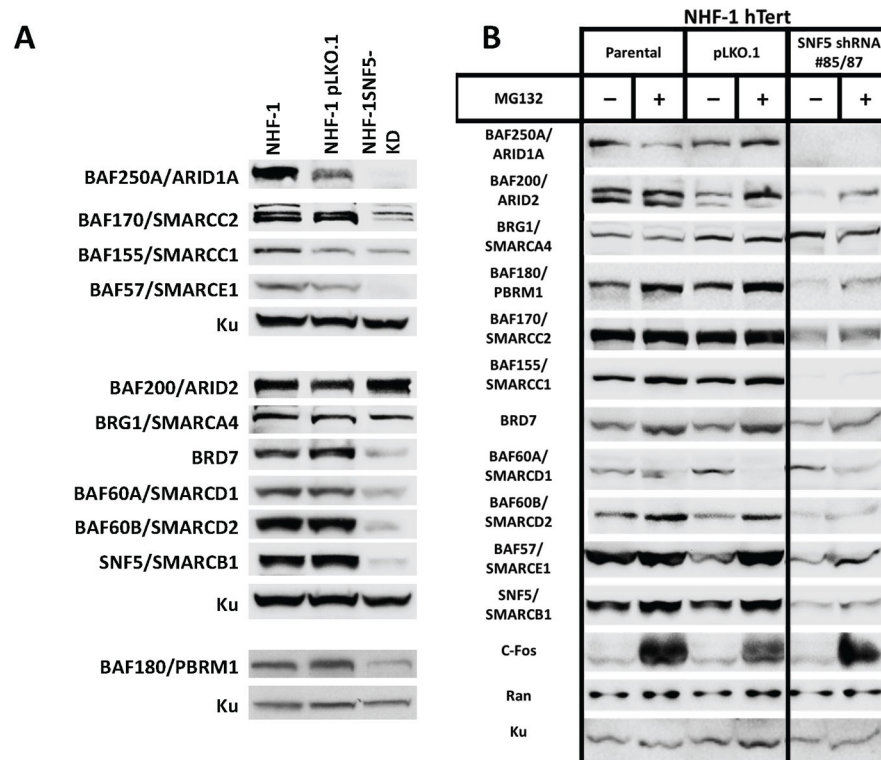 A
NHF-1
NHF-1 pLKO.1
NHF-1SNF5-
KD
BAF250A/ARID1A
BAF170/SMARCC2
BAF155/SMARCC1
BAF57/SMARCE1
Ku
BAF200/ARID2
BRG1/SMARCA4
BRD7
BAF60A/SMARCD1
BAF60B/SMARCD2
SNF5/SMARCB1
Ku
BAF180/PBRM1
Ku
B
NHF-1 hTert
Parental pLKO.1 SNF5 shRNA
#85/87
MG132 − + − + − +
BAF250A/
ARID1A
BAF200/
ARID2
BRG1/
SMARCA4
BAF180/
PBRM1
BAF170/
SMARCC2
BAF155/
SMARCC1
BRD7
BAF60A/
SMARCD1
BAF60B/
SMARCD2
BAF57/
SMARCE1
SNF5/
SMARCB1
C-Fos
Ran
Ku